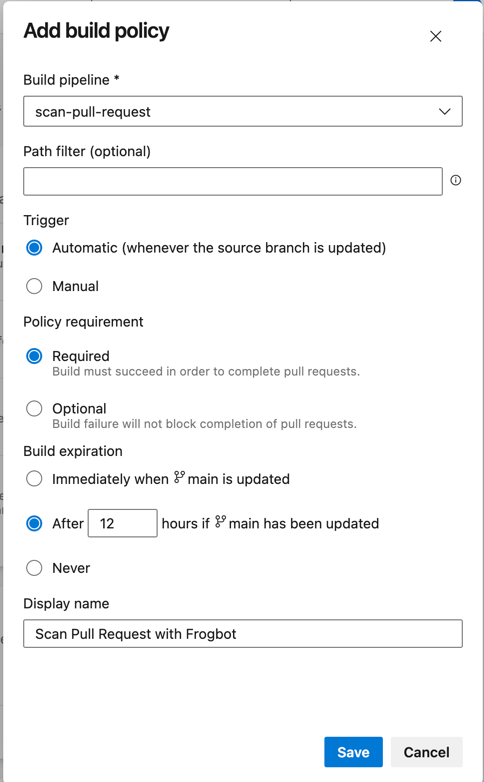 Add build policy
Build pipeline *
scan-pull-request
Path filter (optional)
Trigger
Automatic (whenever the source branch is updated)
Manual
Policy requirement
Required
Build must succeed in order to complete pull requests.
Optional
Build failure will not block completion of pull requests.
Build expiration
Immediately when main is updated
After 12 hours if main has been updated
Never
Display name
Scan Pull Request with Frogbot
Save Cancel